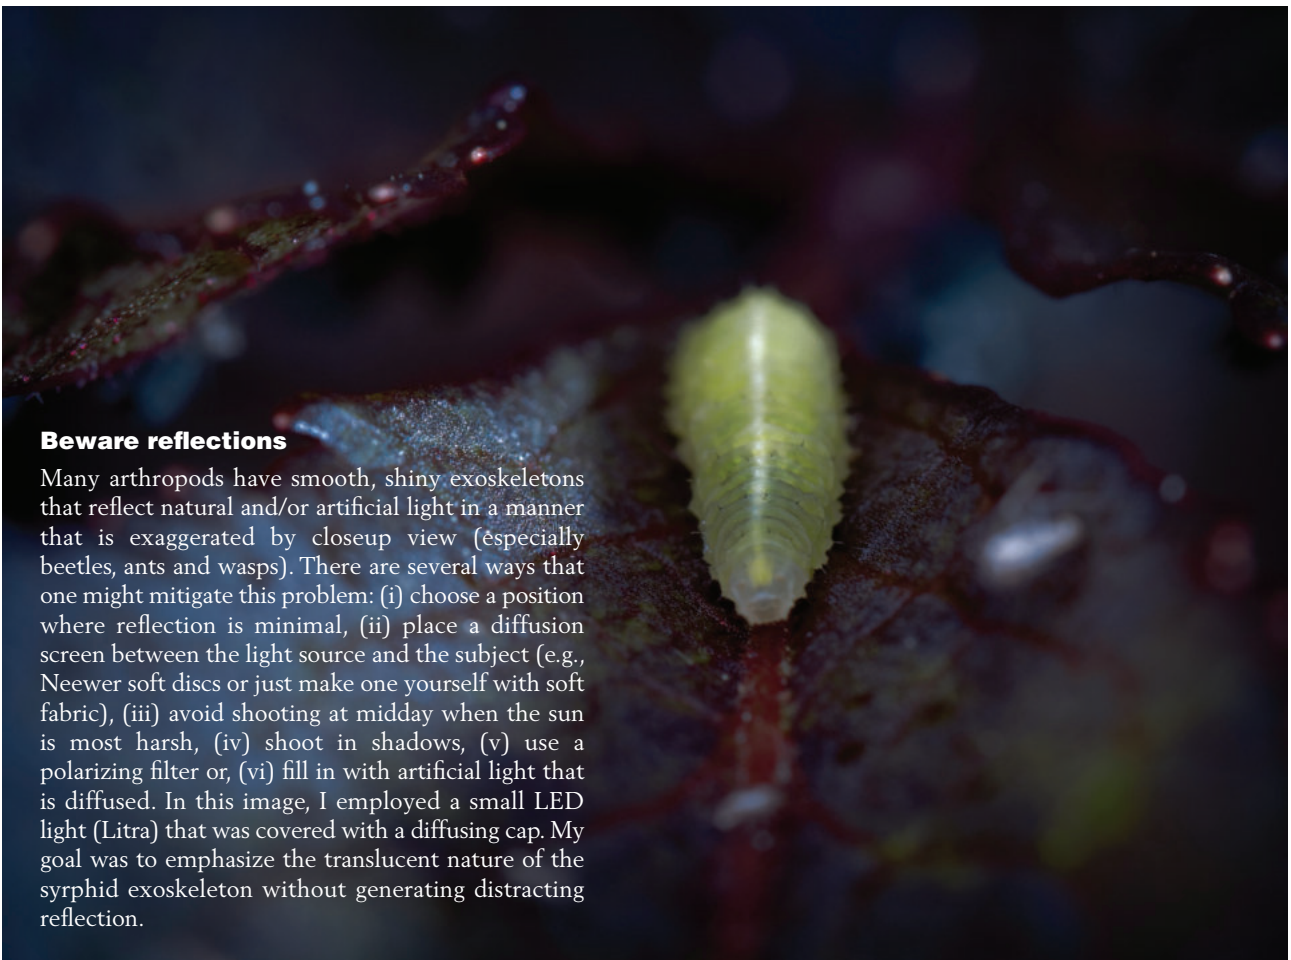 Beware reflections
Many arthropods have smooth, shiny exoskeletons
that reflect natural and/or artificial light in a manner
that is exaggerated by closeup view (especially
beetles, ants and wasps). There are several ways that
one might mitigate this problem: (i) choose a position
where reflection is minimal, (ii) place a diffusion
screen between the light source and the subject (e.g.,
Neewer soft discs or just make one yourself with soft
fabric), (iii) avoid shooting at midday when the sun
is most harsh, (iv) shoot in shadows, (v) use a
polarizing filter or, (vi) fill in with artificial light that
is diffused. In this image, I employed a small LED
light (Litra) that was covered with a diffusing cap. My
goal was to emphasize the translucent nature of the
syrphid exoskeleton without generating distracting
reflection.